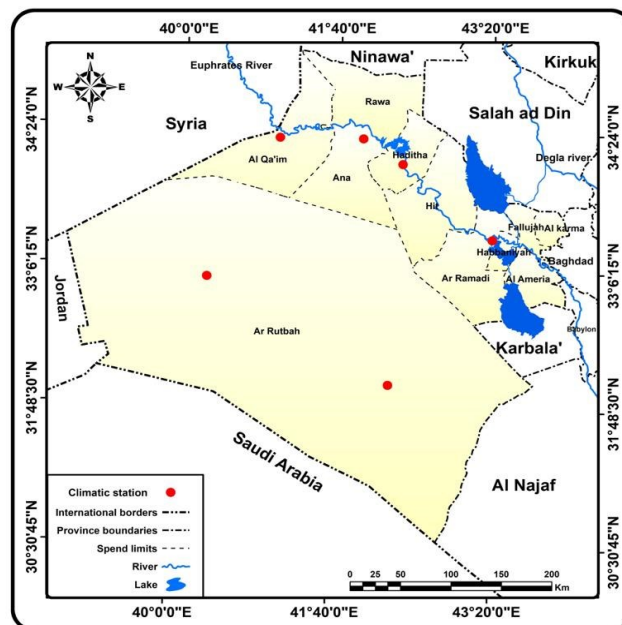 40°0'0"E 41°40'0"E 43°20'0"E
N
W E
S
Euphrates River
Ninawa'
Kirkuk
Rawa
Salah ad Din
34°24'0"N
34°24'0"N
Syria
Degla river
Al Qa'im
Haditha
Ana
Hit
Fallujah
Al karma
33°6'15"N
33°6'15"N
Habbaniyah
Baghdad
Ar Ramadi
Al Ameria
Jordan
Ar Rutbah
Babylon
Karbala'
31°48'30"N
31°48'30"N
Saudi Arabia
Al Najaf
Climatic station
International borders
Province boundaries
Spend limits
River
Lake
30°30'45"N
30°30'45"N
0 25 50 100 150 200
Km
40°0'0"E 41°40'0"E 43°20'0"E